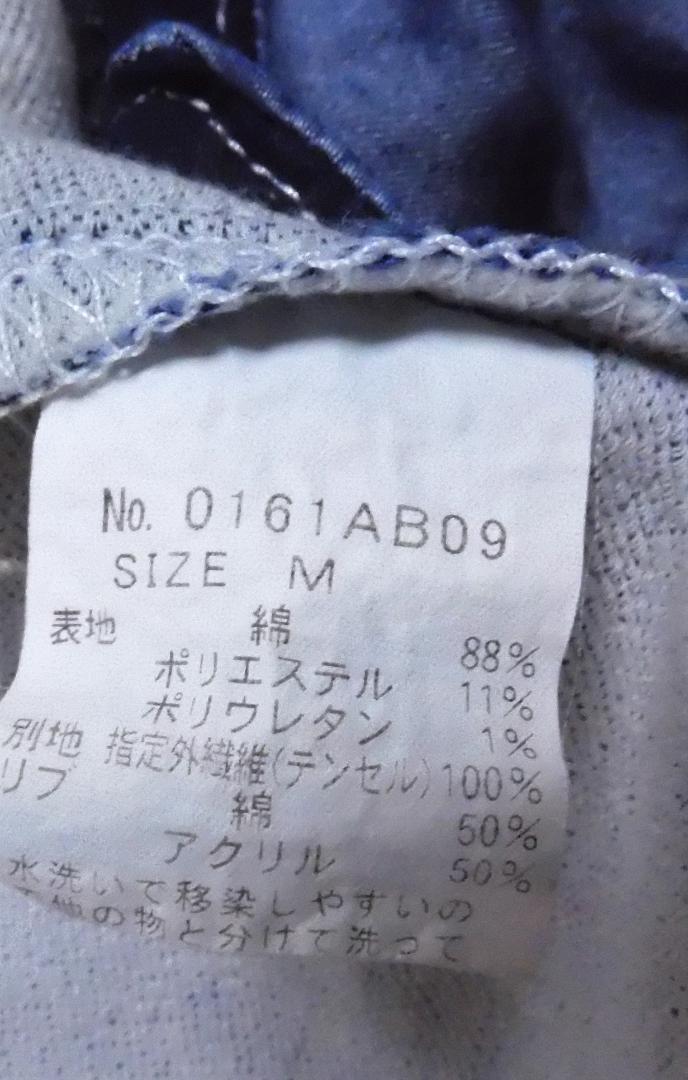 No. 0161AB09
SIZE M
表地 綿 88%
ポリエステル 11%
ポリウレタン 1%
別地 指定外繊維(テンセル) 100%
リブ 綿 50%
アクリル 50%
水洗いで移染しやすいの
で他の物と分けて洗って